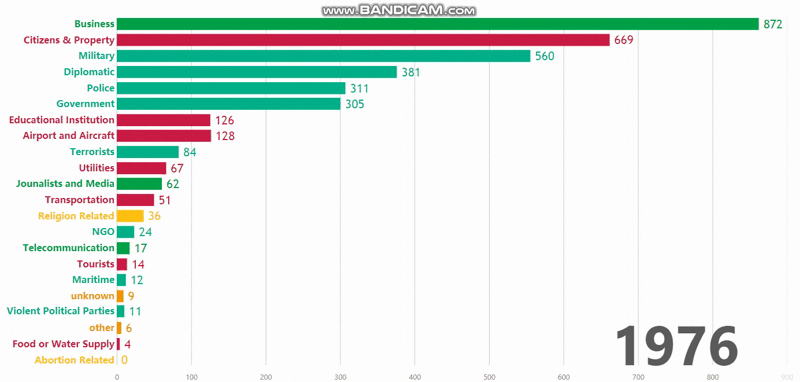 www.BANDICAM.com
Business 872
Citizens & Property 669
Military 560
Diplomatic 381
Police 311
Government 305
Educational Institution 126
Airport and Aircraft 128
Terrorists 84
Utilities 67
Jounalists and Media 62
Transportation 51
Religion Related 36
NGO 24
Telecommunication 17
Tourists 14
Maritime 12
unknown 9
Violent Political Parties 11
other 6
Food or Water Supply 4
Abortion Related 0
1976
0 100 200 300 400 500 600 700 800 900